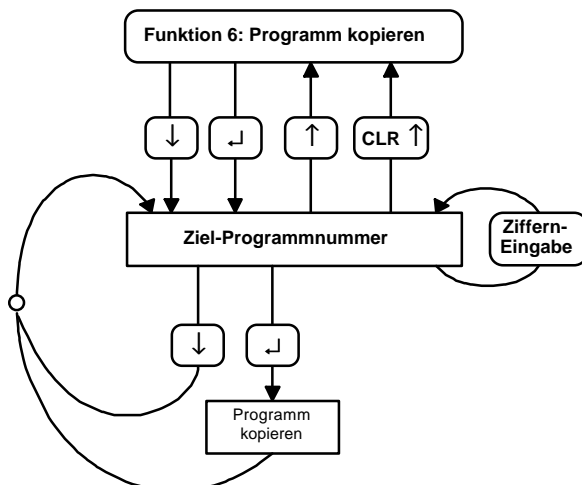 Funktion 6: Programm kopieren
↓ ↵ ↑ CLR ↑
Ziel-Programmnummer
Ziffern-
Eingabe
↓ ↵
Programm
kopieren